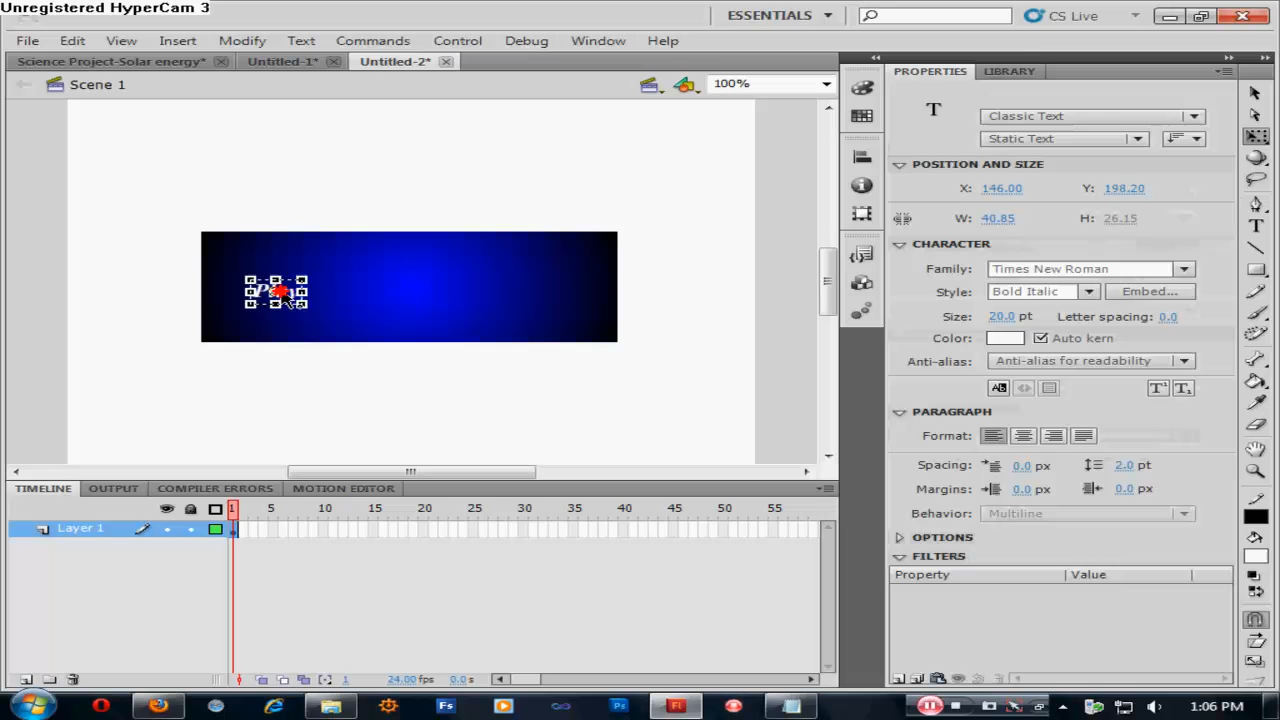 Unregistered HyperCam 3
ESSENTIALS
CS Live
File Edit View Insert Modify Text Commands Control Debug Window Help
Science Project-Solar energy* Untitled-1* Untitled-2*
PROPERTIES LIBRARY
Scene 1
100%
T
Classic Text
Static Text
POSITION AND SIZE
X: 146.00 Y: 198.20
W: 40.85 H: 26.15
CHARACTER
Family: Times New Roman
Style: Bold Italic Embed...
Size: 20.0 pt Letter spacing: 0.0
Color: Auto kern
Anti-alias: Anti-alias for readability
PARAGRAPH
Format:
Spacing: 0.0 px 2.0 pt
Margins: 0.0 px 0.0 px
Behavior: Multiline
OPTIONS
FILTERS
Property Value
TIMELINE OUTPUT COMPILER ERRORS MOTION EDITOR
1 5 10 15 20 25 30 35 40 45 50 55
Layer 1
1 24.00 fps 0.0 s
Fs Ps Fl
1:06 PM